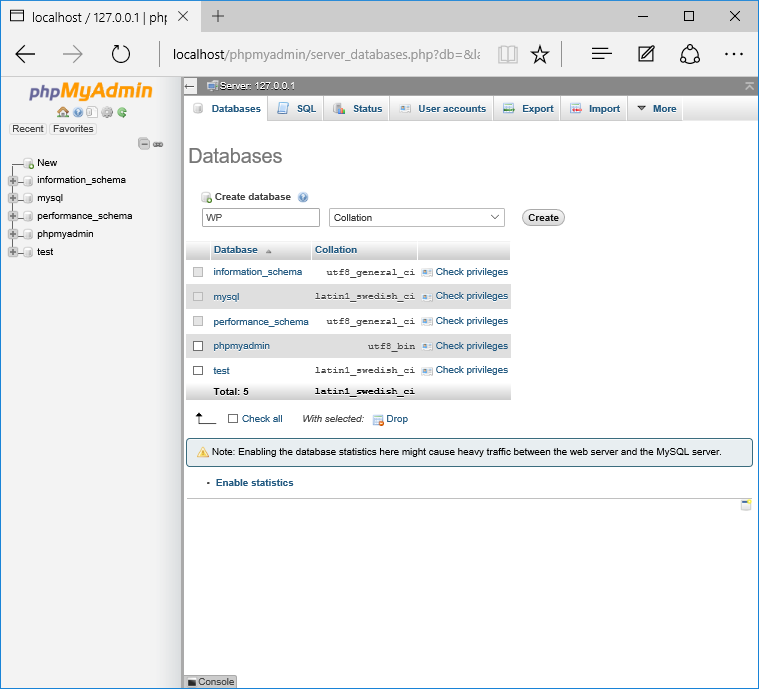 localhost / 127.0.0.1 | ph
localhost/phpmyadmin/server_databases.php?db=&la
phpMyAdmin
Recent Favorites
New
information_schema
mysql
performance_schema
phpmyadmin
test
Server: 127.0.0.1
Databases SQL Status User accounts Export Import More
Databases
Create database
WP Collation Create
Database Collation
information_schema utf8_general_ci Check privileges
mysql latin1_swedish_ci Check privileges
performance_schema utf8_general_ci Check privileges
phpmyadmin utf8_bin Check privileges
test latin1_swedish_ci Check privileges
Total: 5 latin1_swedish_ci
Check all With selected: Drop
Note: Enabling the database statistics here might cause heavy traffic between the web server and the MySQL server.
Enable statistics
Console